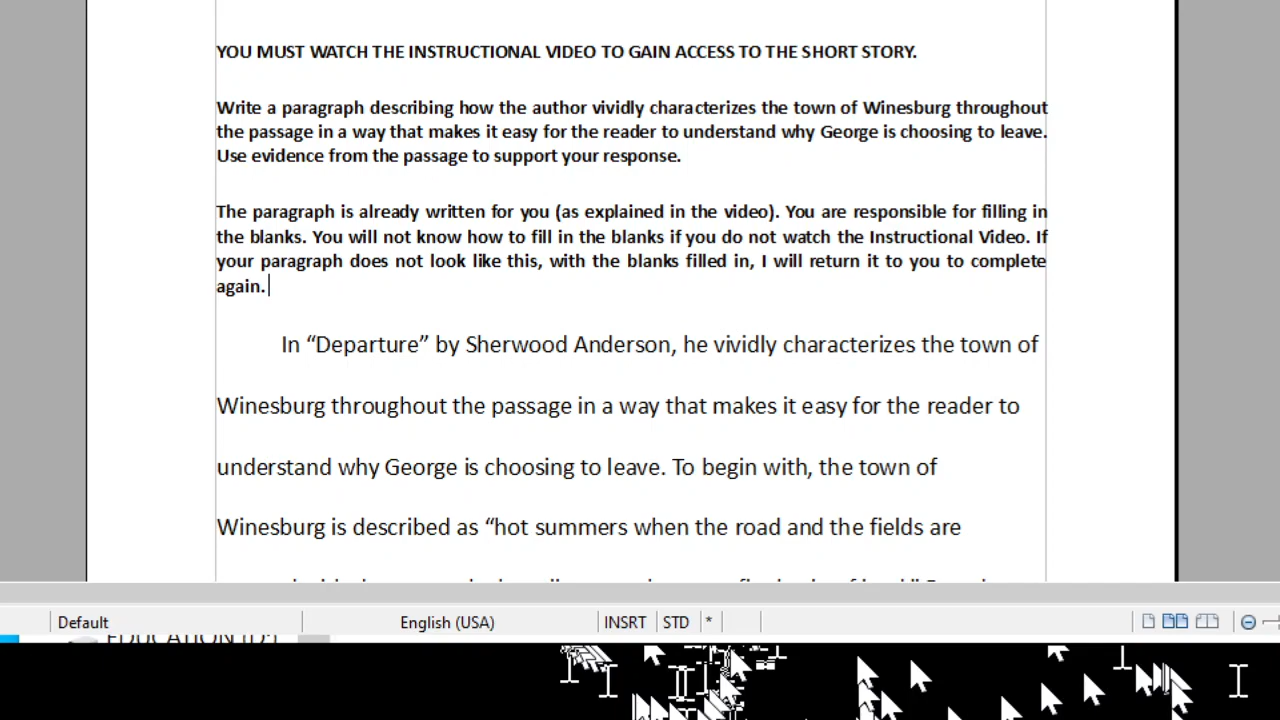 YOU MUST WATCH THE INSTRUCTIONAL VIDEO TO GAIN ACCESS TO THE SHORT STORY.
Write a paragraph describing how the author vividly characterizes the town of Winesburg throughout
the passage in a way that makes it easy for the reader to understand why George is choosing to leave.
Use evidence from the passage to support your response.
The paragraph is already written for you (as explained in the video). You are responsible for filling in
the blanks. You will not know how to fill in the blanks if you do not watch the Instructional Video. If
your paragraph does not look like this, with the blanks filled in, I will return it to you to complete
again.
In “Departure” by Sherwood Anderson, he vividly characterizes the town of
Winesburg throughout the passage in a way that makes it easy for the reader to
understand why George is choosing to leave. To begin with, the town of
Winesburg is described as “hot summers when the road and the fields are
Default English (USA) INSRT STD *
EDUCATION